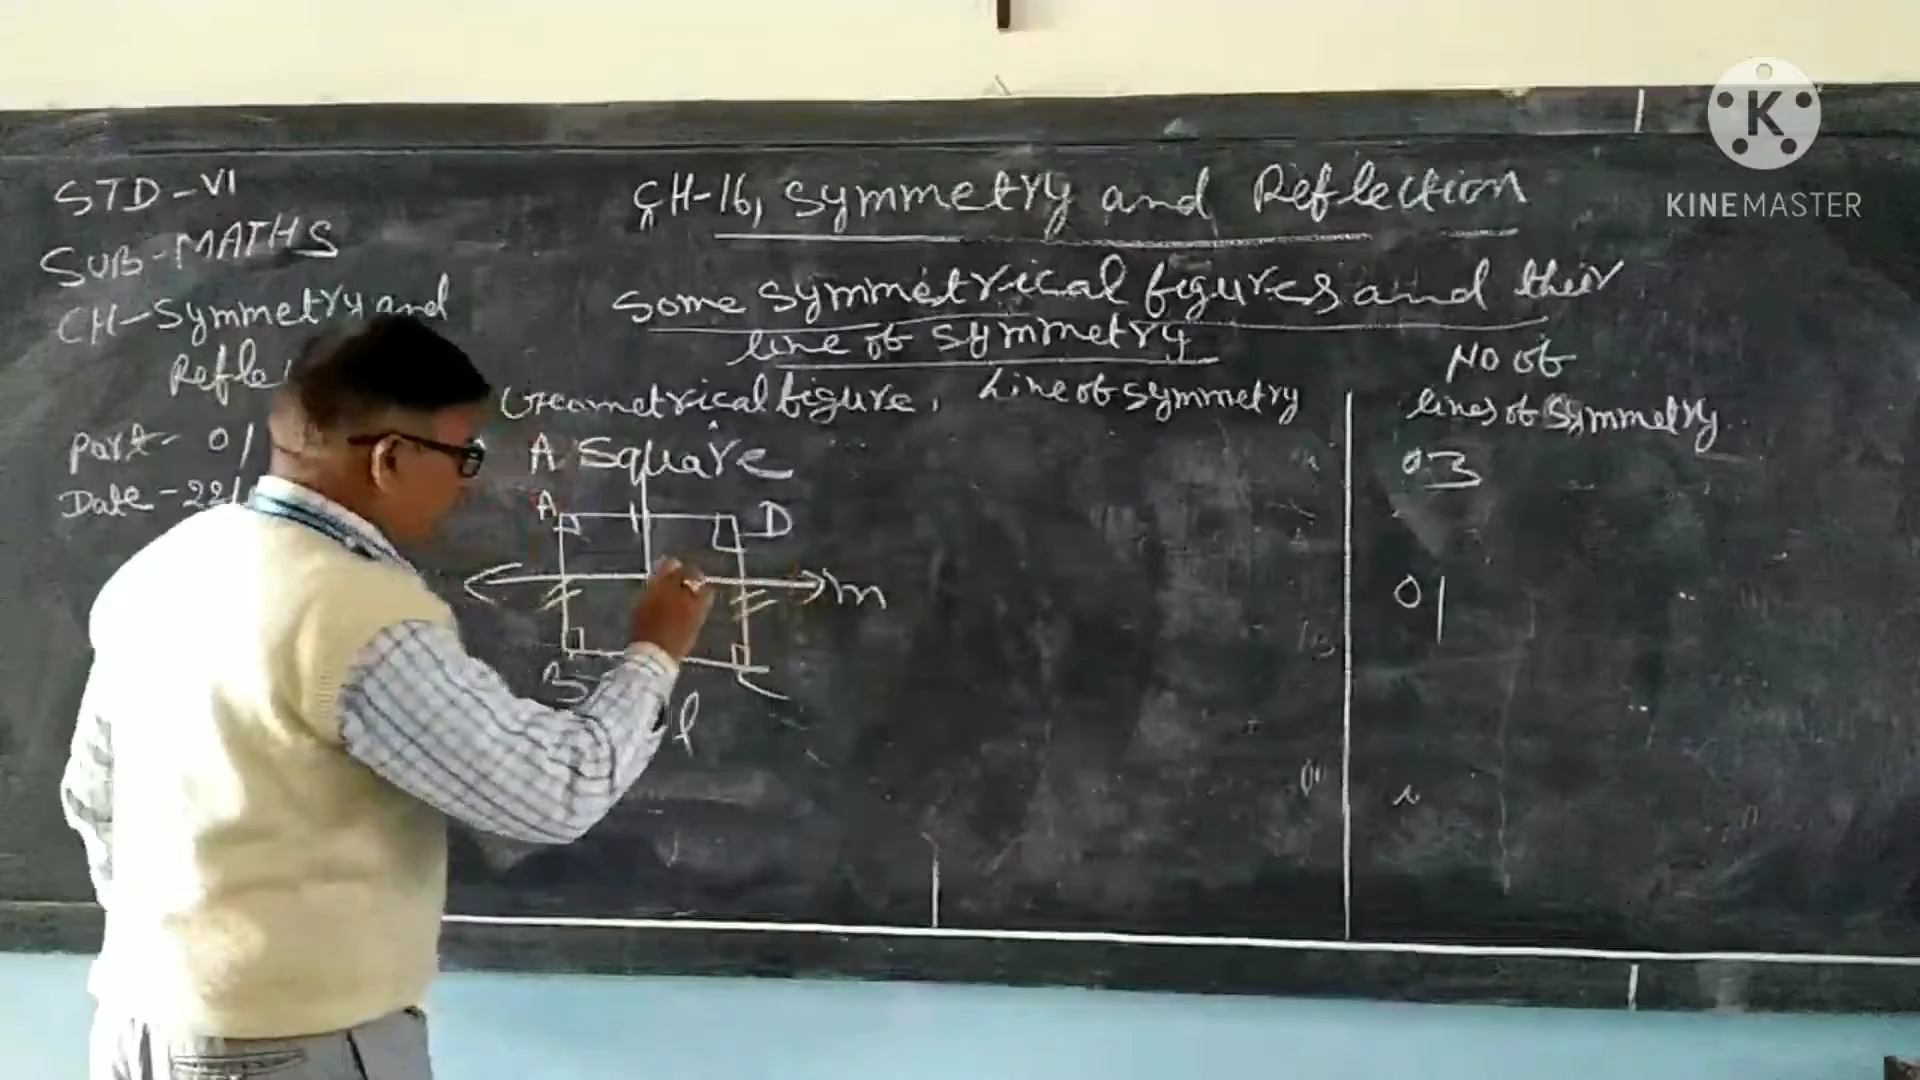 STD-VI
SUB-MATHS
CH-Symmetry and
Refle
Part- 01
Date-22/
CH-16, Symmetry and Reflection
Some symmetrical figures and their
line of symmetry
Geometrical figure, Line of symmetry
No of
lines of symmetry
A Square
03
A
D
m
01
B
C
l
K
KINEMASTER